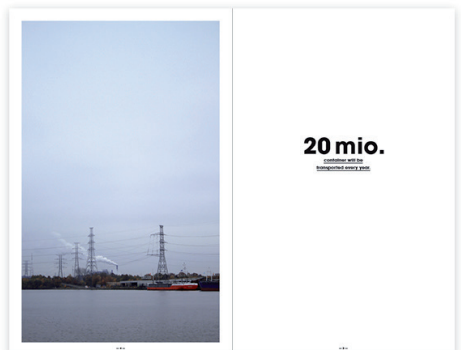 20 mio.
container will be
transported every year.